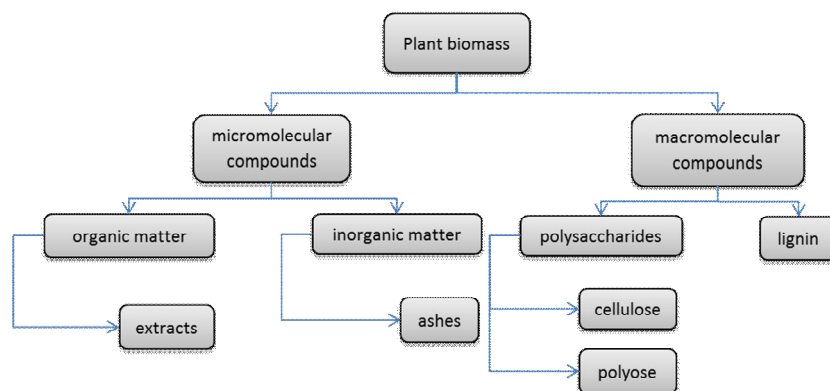 Plant biomass
micromolecular
compounds
macromolecular
compounds
organic matter
inorganic matter
polysaccharides
lignin
extracts
ashes
cellulose
polyose